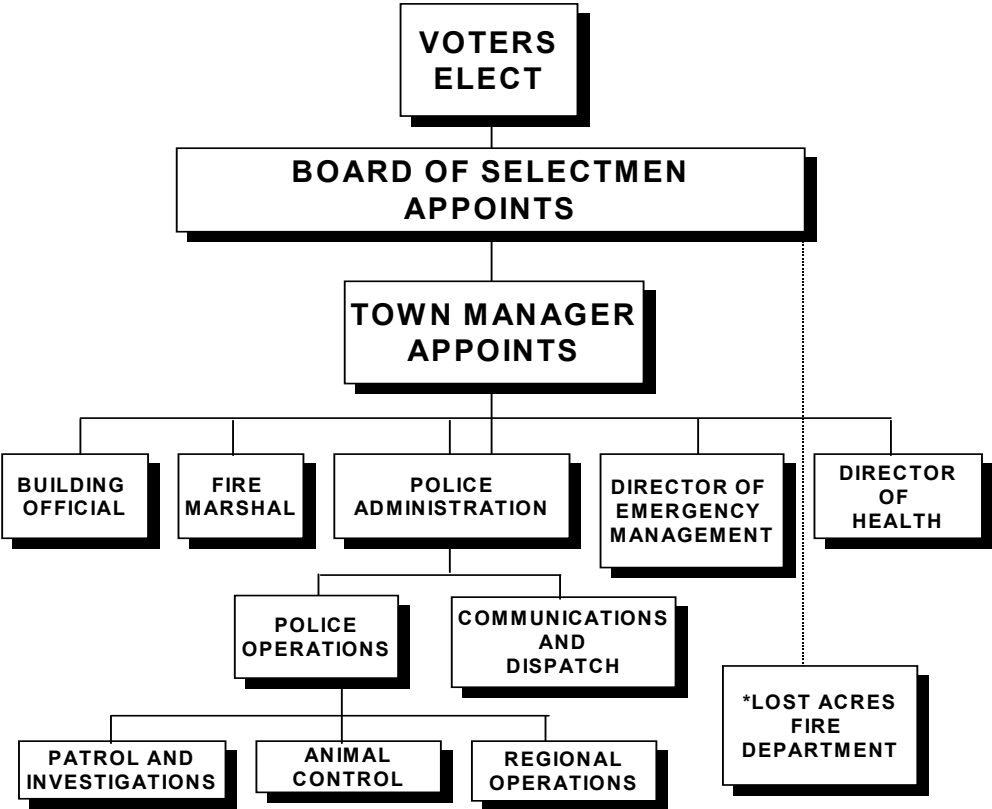 VOTERS
ELECT
BOARD OF SELECTMEN
APPOINTS
TOWN MANAGER
APPOINTS
BUILDING
OFFICIAL
FIRE
MARSHAL
POLICE
ADMINISTRATION
DIRECTOR OF
EMERGENCY
MANAGEMENT
DIRECTOR
OF
HEALTH
POLICE
OPERATIONS
COMMUNICATIONS
AND
DISPATCH
*LOST ACRES
FIRE
DEPARTMENT
PATROL AND
INVESTIGATIONS
ANIMAL
CONTROL
REGIONAL
OPERATIONS